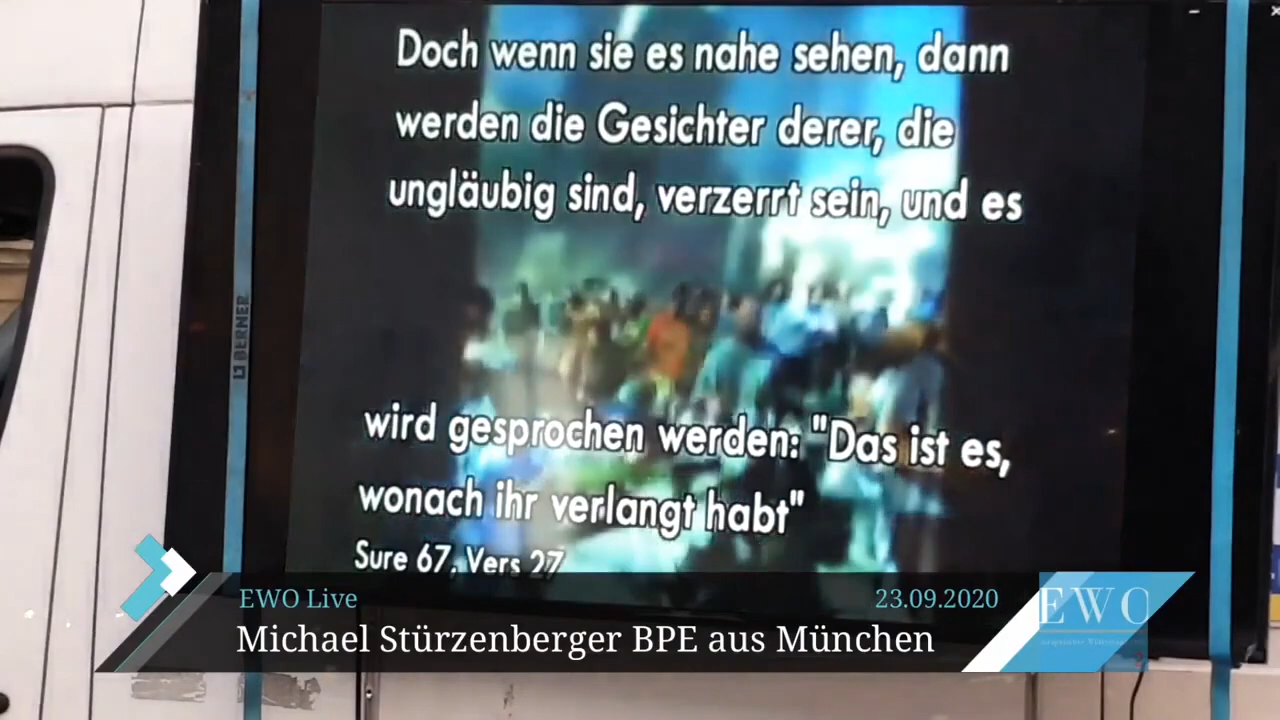 Doch wenn sie es nahe sehen, dann
werden die Gesichter derer, die
ungläubig sind, verzerrt sein, und es
wird gesprochen werden: "Das ist es,
wonach ihr verlangt habt"
Sure 67, Vers 27
BERNER
EWO Live
23.09.2020
Michael Stürzenberger BPE aus München
EWO